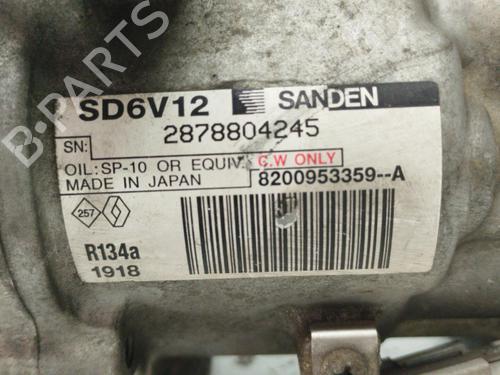 B-PARTS
SD6V12 SANDEN
SN: 2878804245
OIL:SP-10 OR EQUIV. C.W ONLY
MADE IN JAPAN 8200953359--A
257
R134a
1918